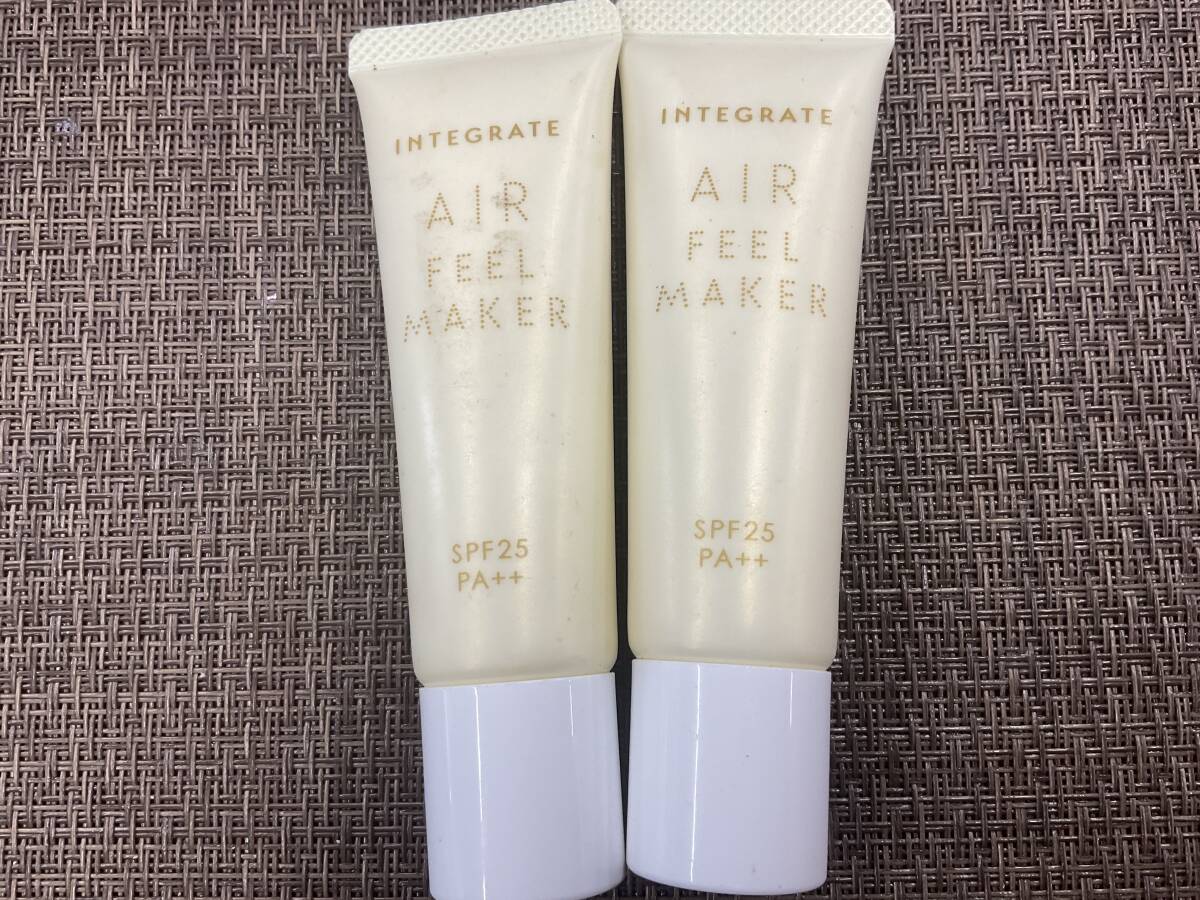 INTEGRATE
AIR
FEEL
MAKER
SPF25
PA++
INTEGRATE
AIR
FEEL
MAKER
SPF25
PA++